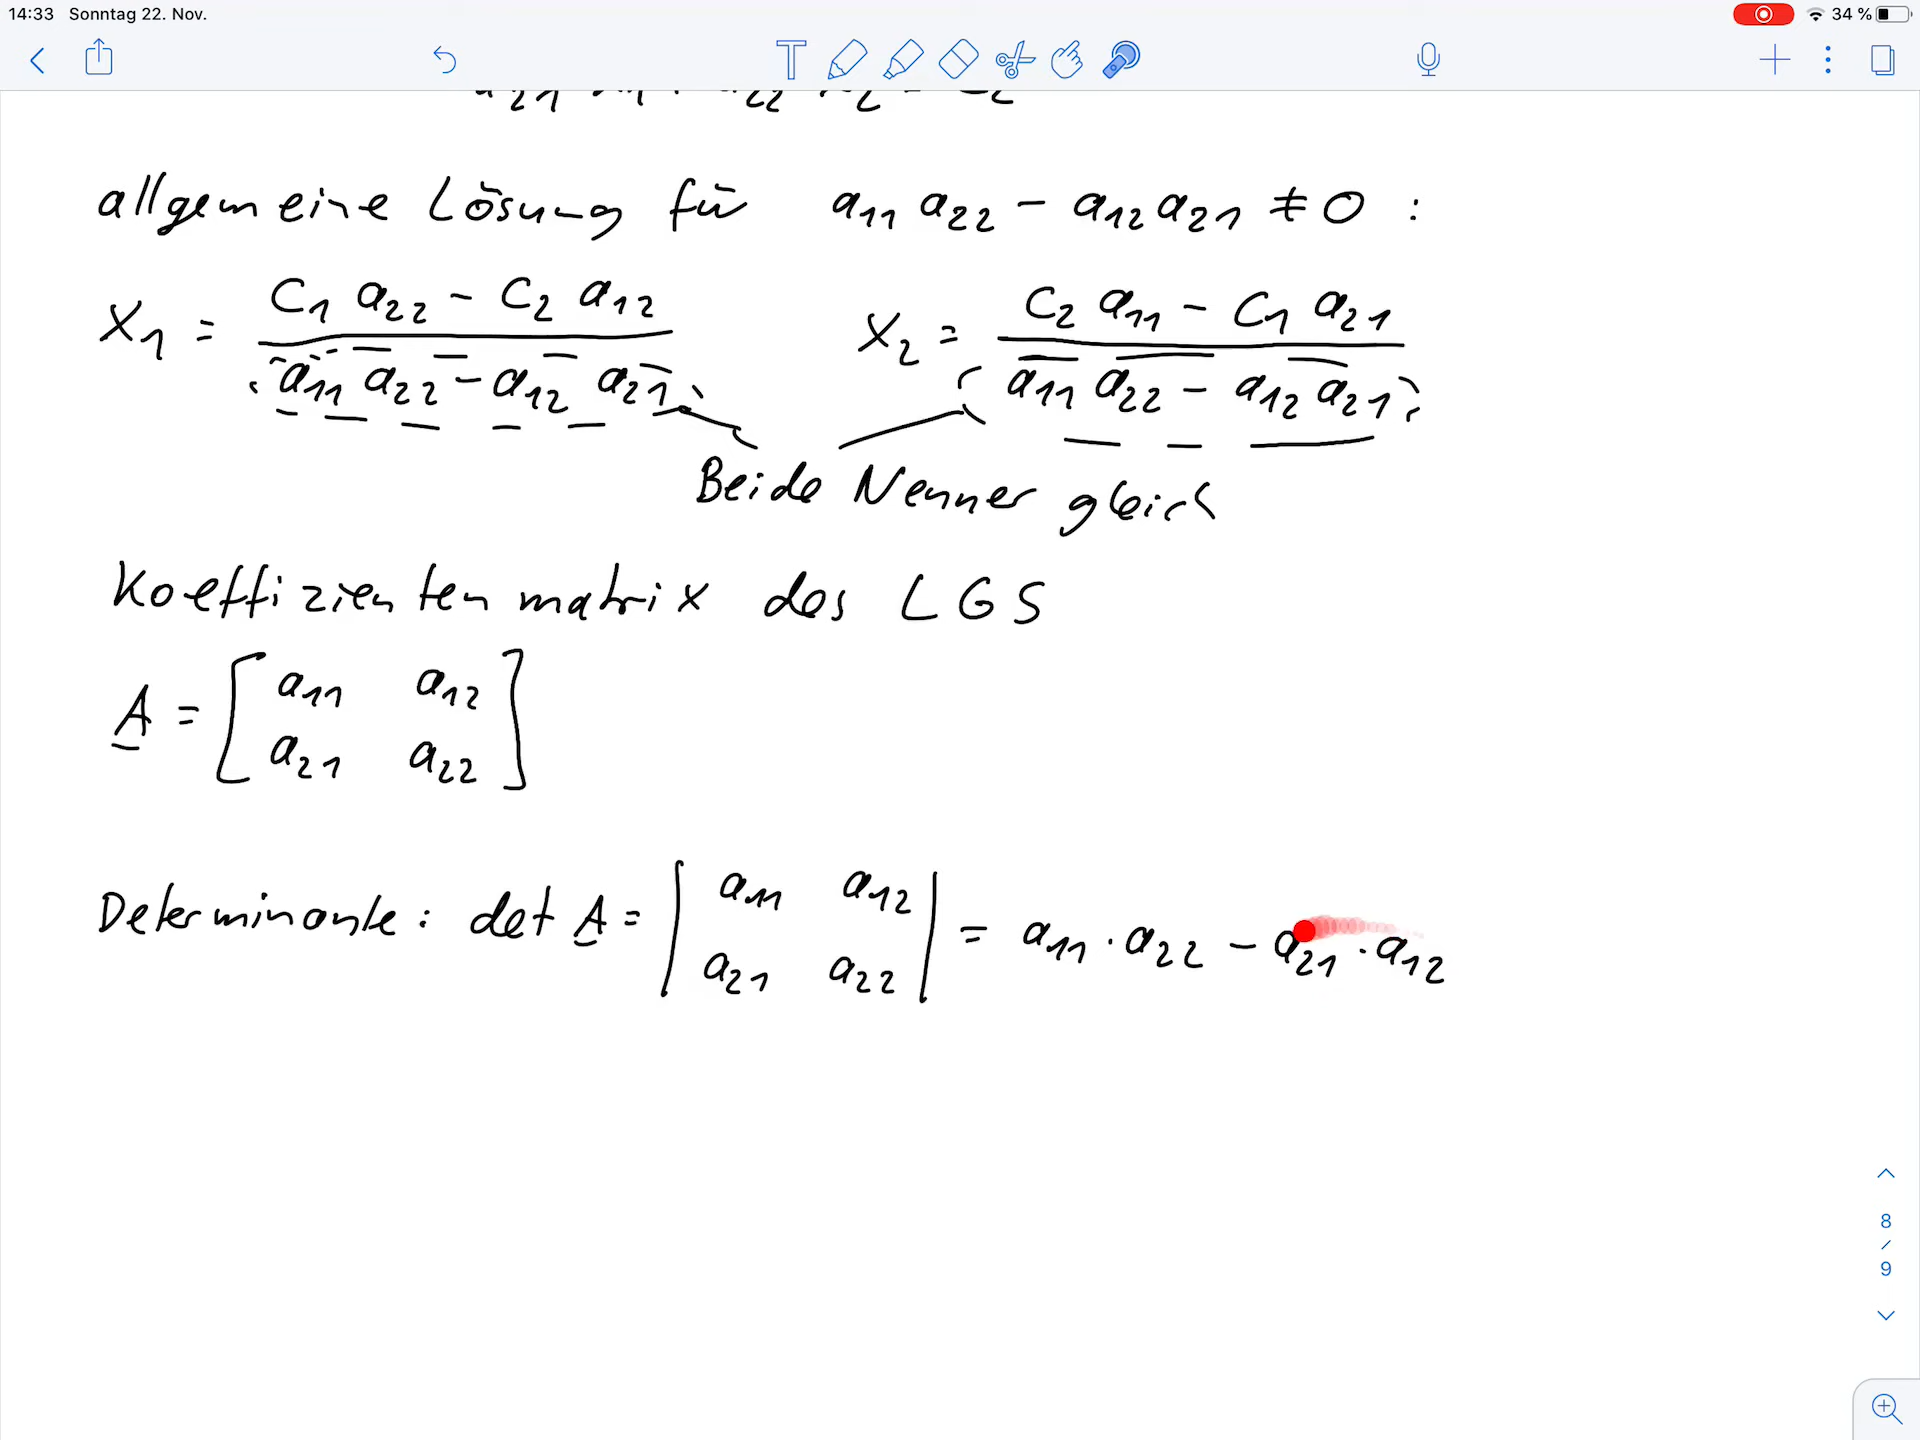 14:33 Sonntag 22. Nov. 34 %
allgemeine Lösung für a11 a22 - a12 a21 ≠ 0 :
x1 = (c1 a22 - c2 a12) / (a11 a22 - a12 a21) x2 = (c2 a11 - c1 a21) / (a11 a22 - a12 a21)
Beide Nenner gleich
Koeffizientenmatrix des LGS
A = [ a11 a12
a21 a22 ]
Determinante: det A = | a11 a12
a21 a22 | = a11 · a22 - a21 · a12
8
/
9